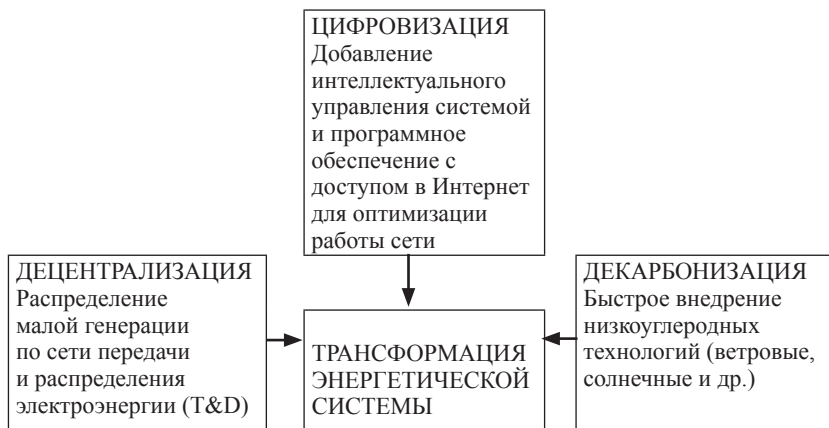 ЦИФРОВИЗАЦИЯ
Добавление
интеллектуального
управления системой
и программное
обеспечение с
доступом в Интернет
для оптимизации
работы сети
ДЕЦЕНТРАЛИЗАЦИЯ
Распределение
малой генерации
по сети передачи
и распределения
электроэнергии (T&D)
ТРАНСФОРМАЦИЯ
ЭНЕРГЕТИЧЕСКОЙ
СИСТЕМЫ
ДЕКАРБОНИЗАЦИЯ
Быстрое внедрение
низкоуглеродных
технологий (ветровые,
солнечные и др.)